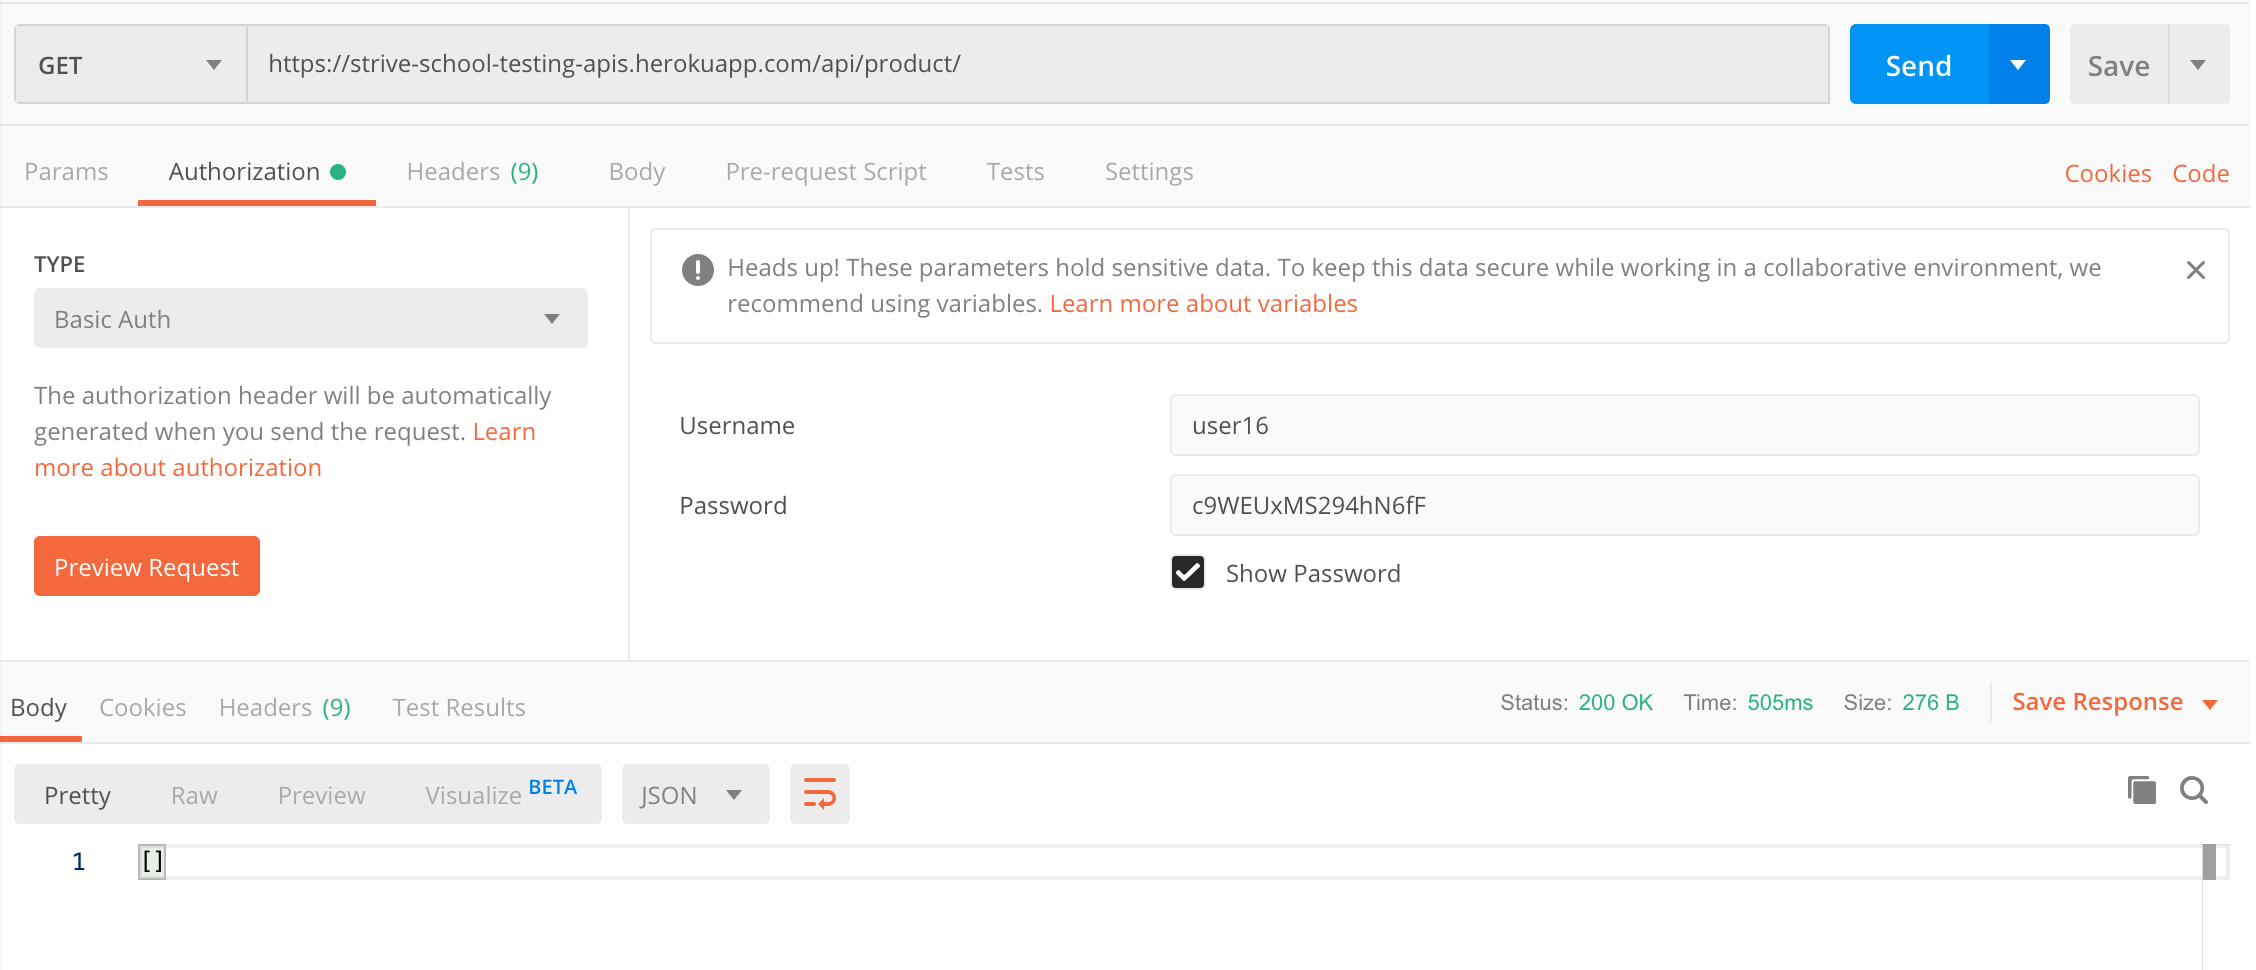 GET https://strive-school-testing-apis.herokuapp.com/api/product/ Send Save
Params Authorization Headers (9) Body Pre-request Script Tests Settings Cookies Code
TYPE
Basic Auth
The authorization header will be automatically
generated when you send the request. Learn
more about authorization
Preview Request
Heads up! These parameters hold sensitive data. To keep this data secure while working in a collaborative environment, we
recommend using variables. Learn more about variables
Username user16
Password c9WEUxMS294hN6fF
Show Password
Body Cookies Headers (9) Test Results Status: 200 OK Time: 505ms Size: 276 B Save Response
Pretty Raw Preview Visualize BETA JSON
1 []